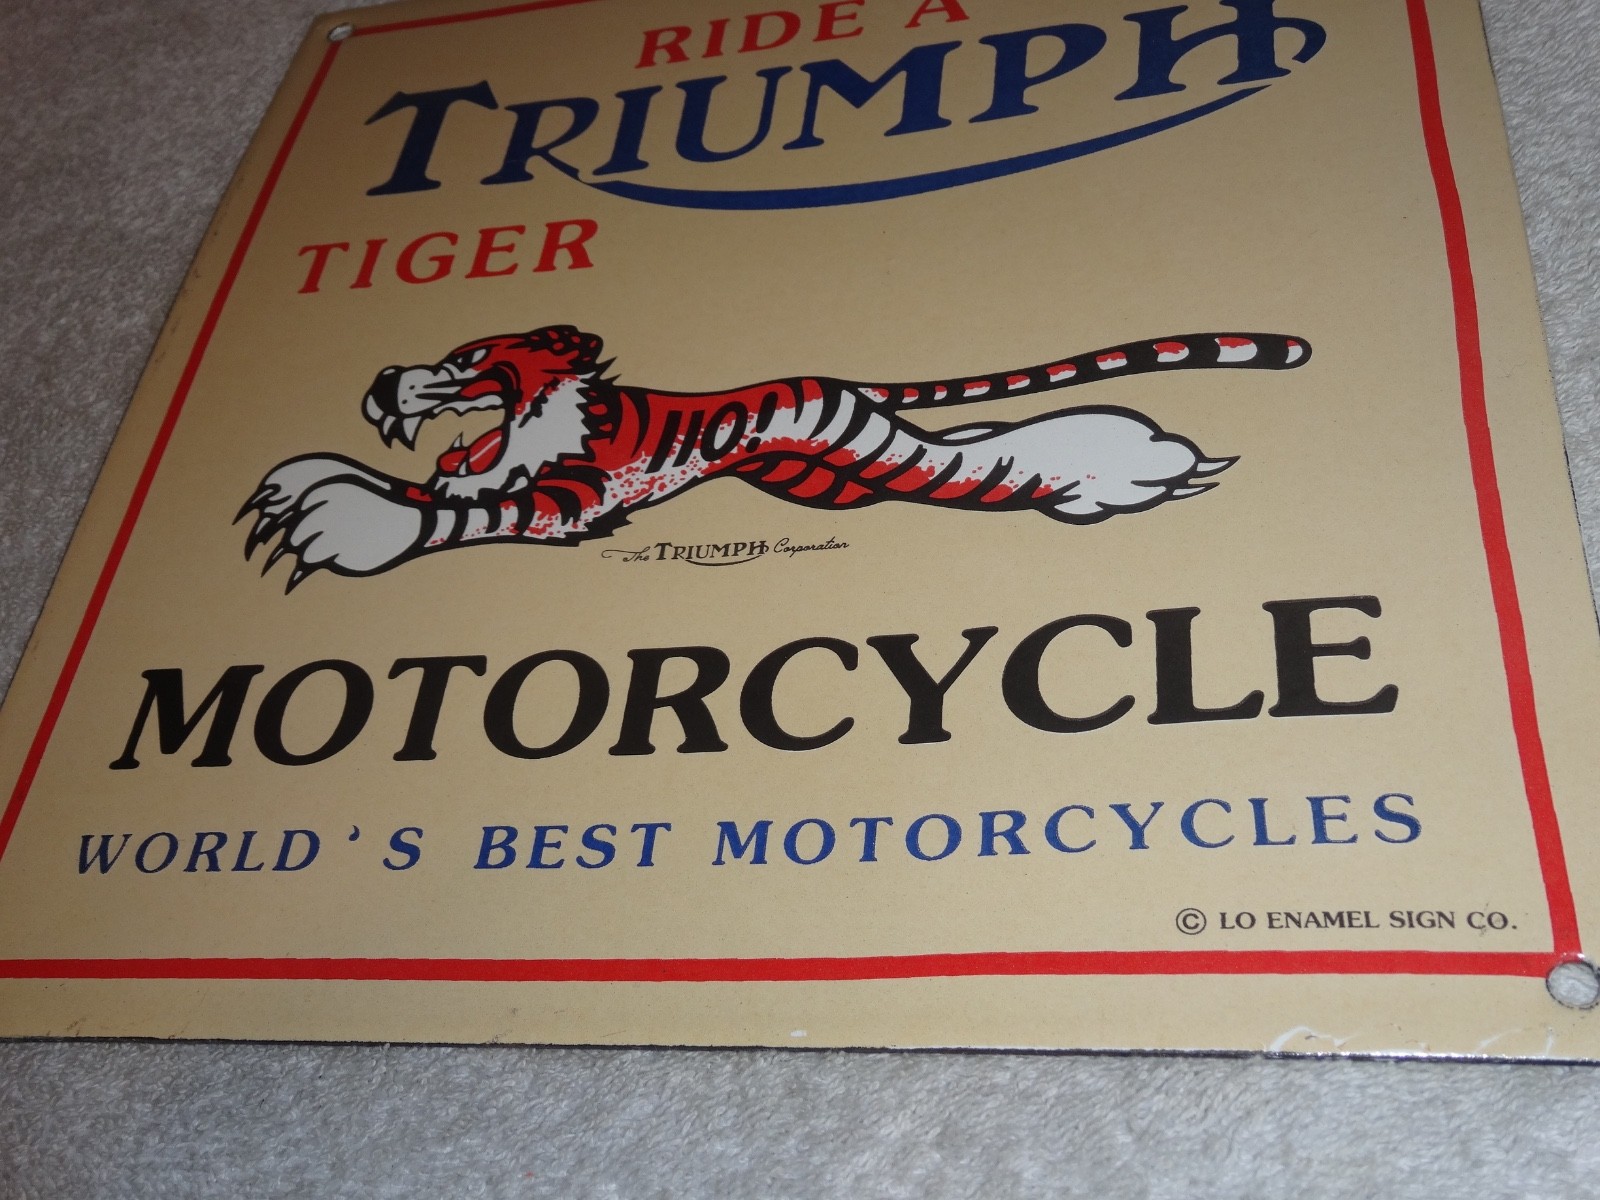 RIDE A
TRIUMPH
TIGER
110!
The TRIUMPH Corporation
MOTORCYCLE
WORLD'S BEST MOTORCYCLES
© LO ENAMEL SIGN CO.